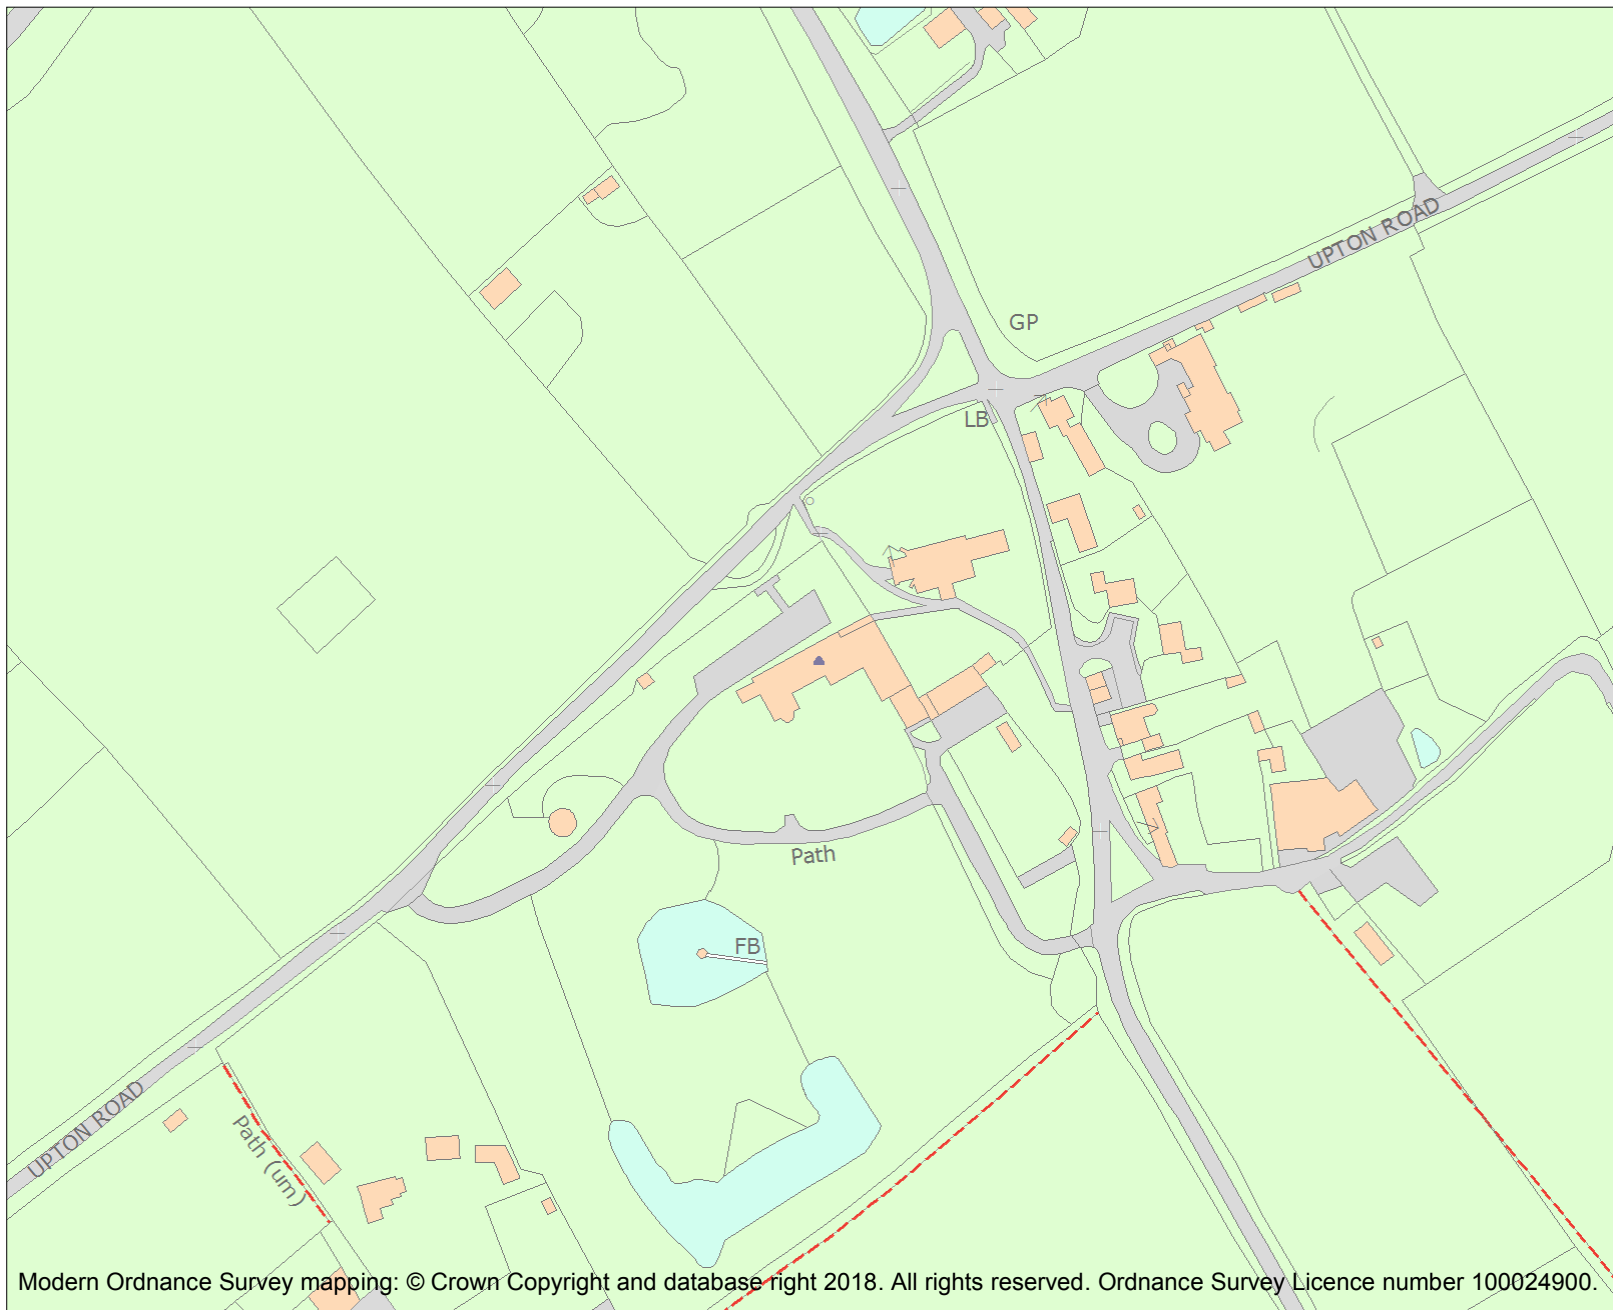 UPTON ROAD
GP
LB
Path
FB
UPTON ROAD
Path (um)
Modern Ordnance Survey mapping: © Crown Copyright and database right 2018. All rights reserved. Ordnance Survey Licence number 100024900.